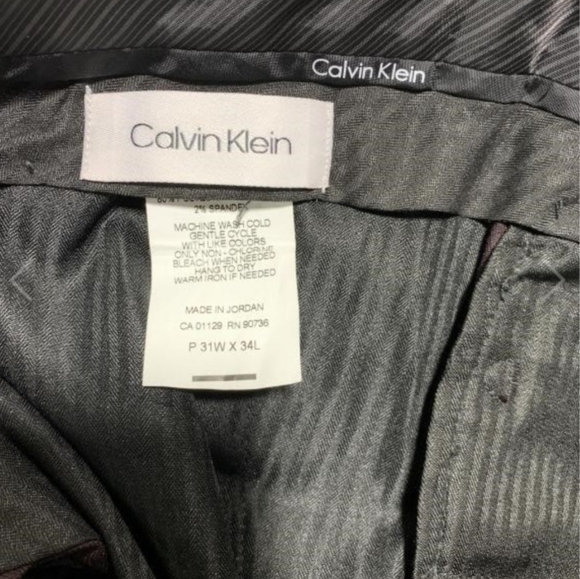 Calvin Klein
Calvin Klein
2% SPANDEX
MACHINE WASH COLD
GENTLE CYCLE
WITH LIKE COLORS
ONLY NON - CHLORINE
BLEACH WHEN NEEDED
HANG TO DRY
WARM IRON IF NEEDED
MADE IN JORDAN
CA 01129 RN 90736
P 31W X 34L